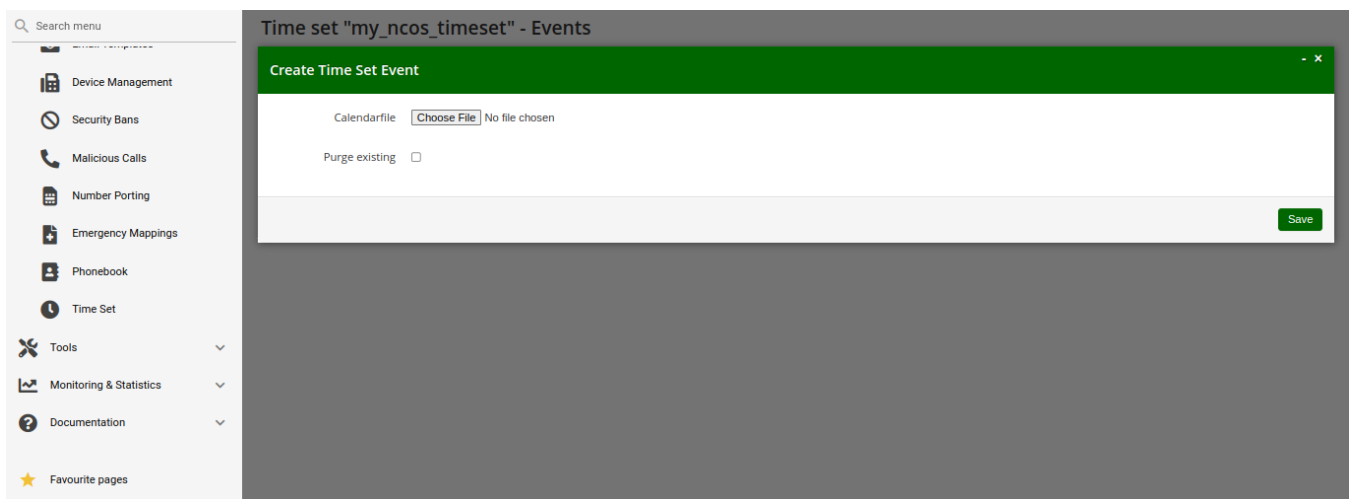 Search menu
Email Templates
Device Management
Security Bans
Malicious Calls
Number Porting
Emergency Mappings
Phonebook
Time Set
Tools
Monitoring & Statistics
Documentation
Favourite pages
Time set "my_ncos_timeset" - Events
Create Time Set Event
- ×
Calendarfile Choose File No file chosen
Purge existing
Save